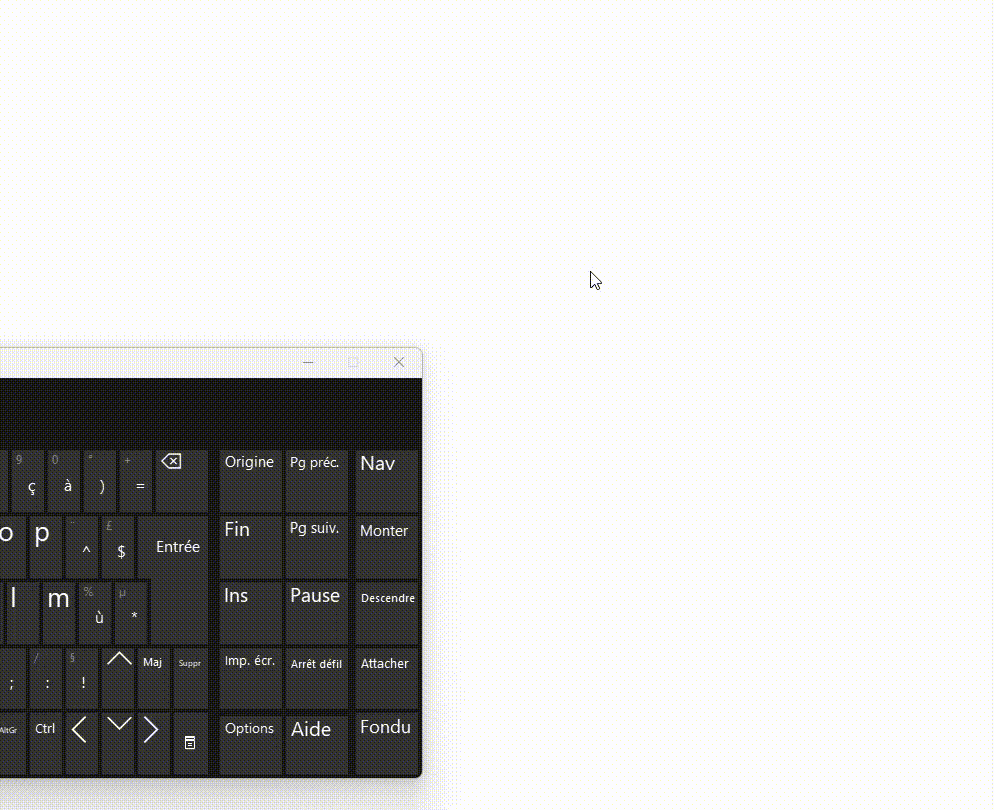 9 0 ° +
ç à ) = Origine Pg préc. Nav
o p ¨ £
^ $ Entrée Fin Pg suiv. Monter
l m % µ
ù * Ins Pause Descendre
/ §
; : ! Maj Suppr Imp. écr. Arrêt défil Attacher
AltGr Ctrl Options Aide Fondu